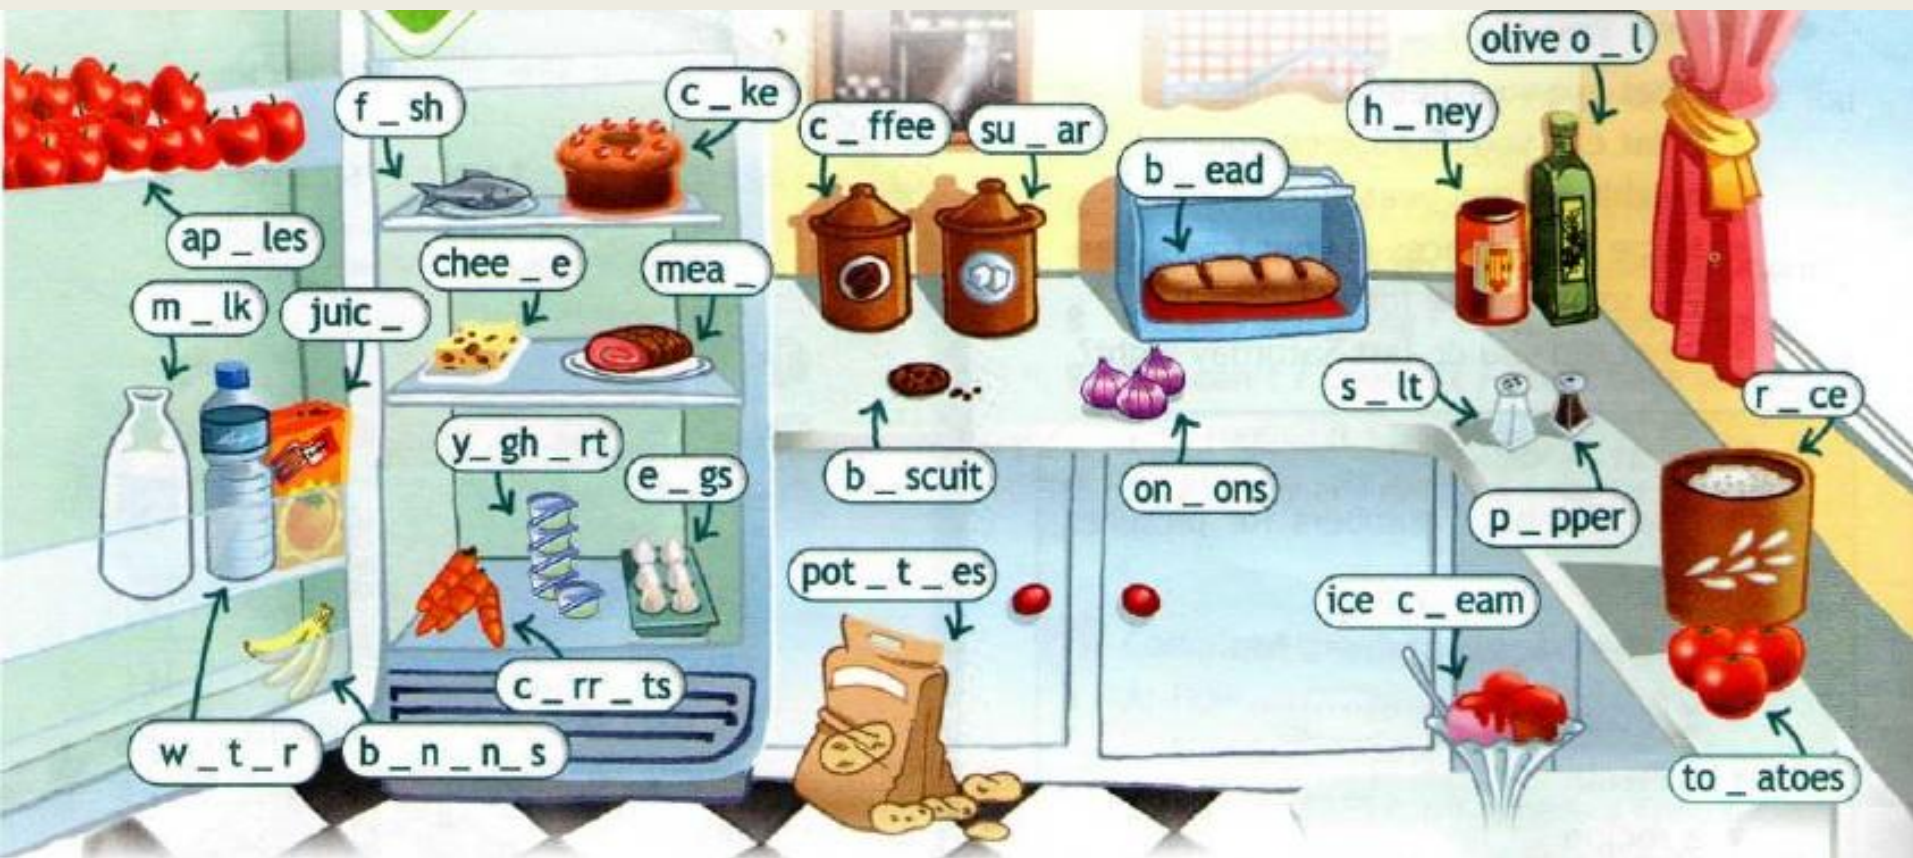 olive o _ l
c _ ke
f _ sh
h _ ney
c _ ffee
su _ ar
b _ ead
ap _ les
chee _ e
mea _
m _ lk
juic _
s _ lt
r _ ce
y_ gh _ rt
e _ gs
b _ scuit
on _ ons
p _ pper
pot _ t _ es
ice c _ eam
c _ rr _ ts
w _ t _ r
b _ n _ n_ s
to _ atoes